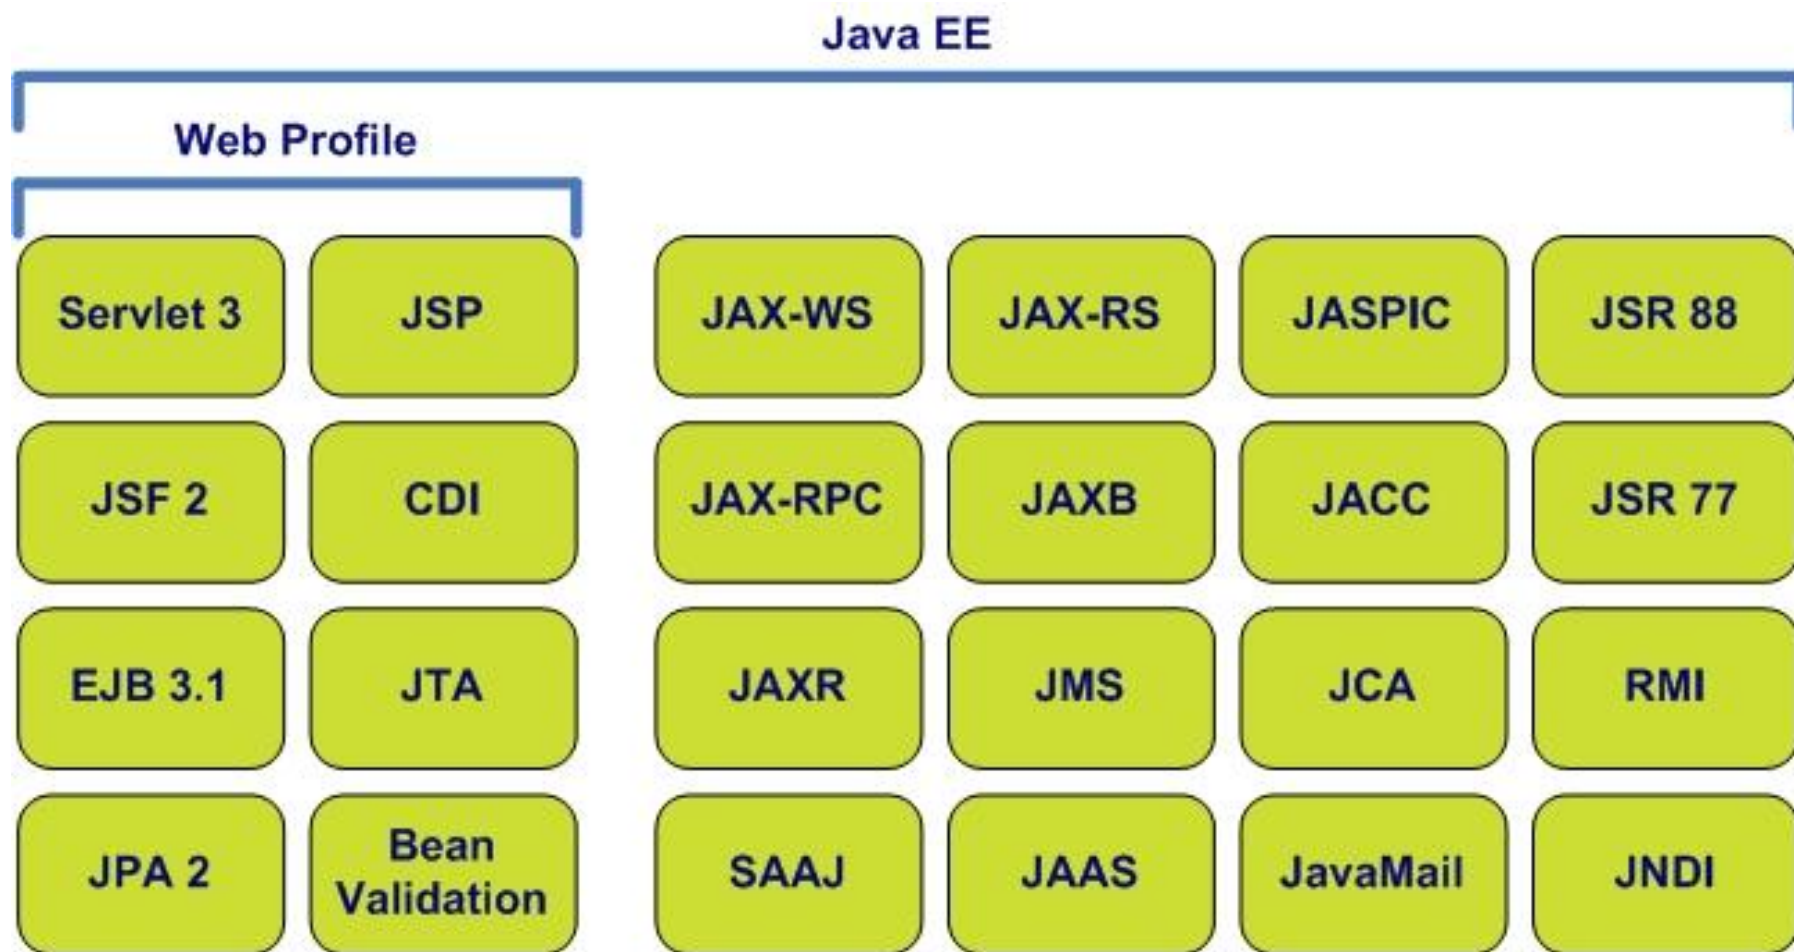 Java EE
Web Profile
Servlet 3
JSP
JAX-WS
JAX-RS
JASPIC
JSR 88
JSF 2
CDI
JAX-RPC
JAXB
JACC
JSR 77
EJB 3.1
JTA
JAXR
JMS
JCA
RMI
JPA 2
Bean
Validation
SAAJ
JAAS
JavaMail
JNDI